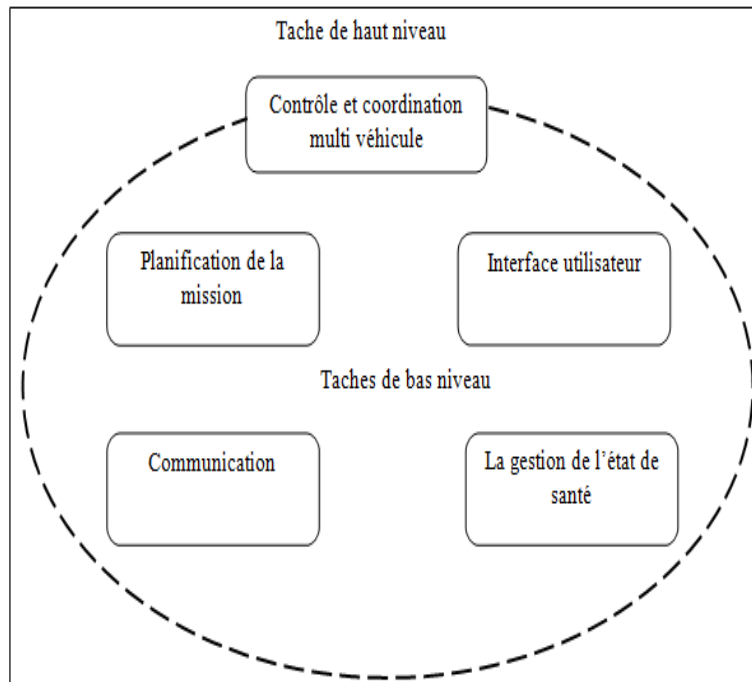 Tache de haut niveau
Contrôle et coordination
multi véhicule
Planification de la
mission
Interface utilisateur
Taches de bas niveau
Communication
La gestion de l’état de
santé